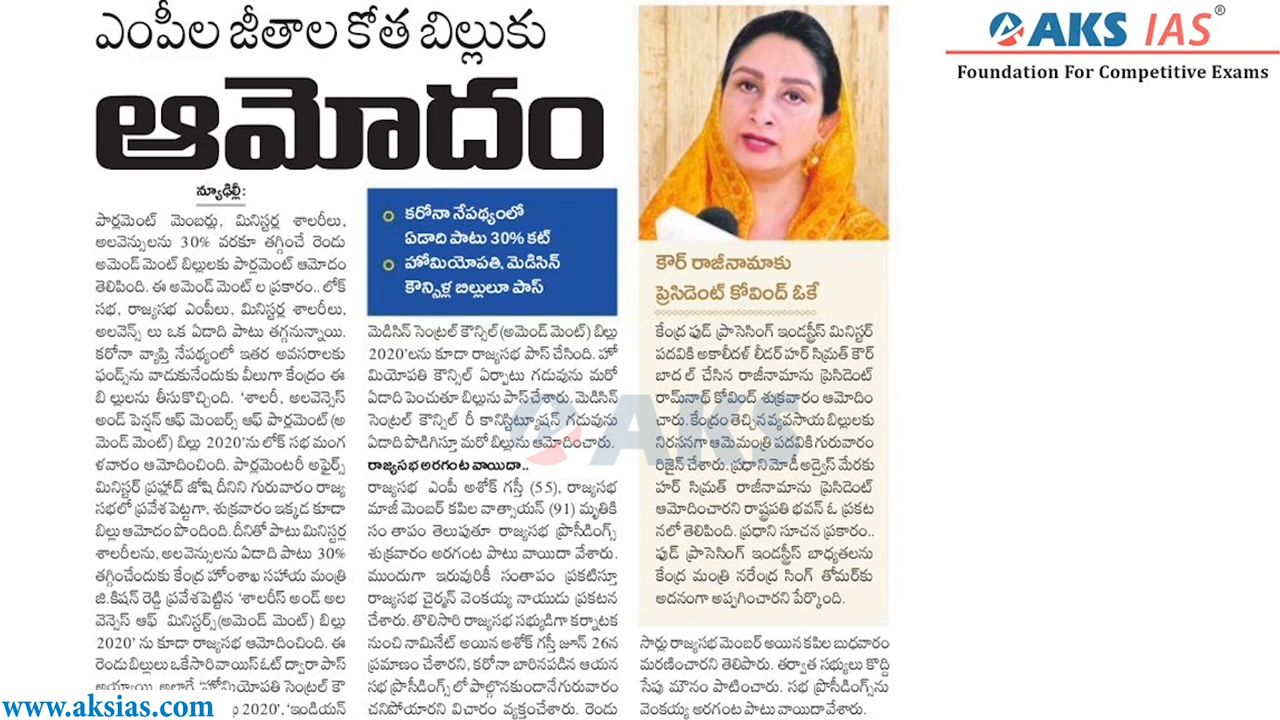 ఎంపీల జీతాల కోత బిల్లుకు
ఆమోదం
న్యూఢిల్లీ:
పార్లమెంట్ మెంబర్లు, మినిస్టర్ల శాలరీలు,
అలవెన్సులను 30% వరకూ తగ్గించే రెండు
అమెండ్ మెంట్ బిల్లులకు పార్లమెంట్ ఆమోదం
తెలిపింది. ఈ అమెండ్ మెంట్ ల ప్రకారం.. లోక్
సభ, రాజ్యసభ ఎంపీలు, మినిస్టర్ల శాలరీలు,
అలవెన్స్ లు ఒక ఏడాది పాటు తగ్గనున్నాయి.
కరోనా వ్యాప్తి నేపథ్యంలో ఇతర అవసరాలకు
ఫండ్స్‌ను వాడుకునేందుకు వీలుగా కేంద్రం ఈ
బి ల్లులను తీసుకొచ్చింది. ‘శాలరీ, అలవెన్సెస్
అండ్ పెన్షన్ ఆఫ్ మెంబర్స్ ఆఫ్ పార్లమెంట్ (అ
మెండ్ మెంట్) బిల్లు 2020’ను లోక్ సభ మంగ
ళవారం ఆమోదించింది. పార్లమెంటరీ అఫైర్స్
మినిస్టర్ ప్రహ్లాద్ జోషి దీనిని గురువారం రాజ్య
సభలో ప్రవేశపెట్టగా, శుక్రవారం ఇక్కడ కూడా
బిల్లు ఆమోదం పొందింది. దీనితో పాటు మినిస్టర్ల
శాలరీలను, అలవెన్సులను ఏడాది పాటు 30%
తగ్గించేందుకు కేంద్ర హోంశాఖ సహాయ మంత్రి
జి.కిషన్ రెడ్డి ప్రవేశపెట్టిన ‘శాలరీస్ అండ్ అల
వెన్సెస్ ఆఫ్ మినిస్టర్స్(అమెండ్ మెంట్) బిల్లు
2020’ ను కూడా రాజ్యసభ ఆమోదించింది. ఈ
రెండు బిల్లులు ఒకేసారి వాయిస్ ఓట్ ద్వారా పాస్
అయ్యాయి. అలాగే ‘హోమియోపతి సెంట్రల్ కౌ
2020’, ‘ఇండియన్
కరోనా నేపథ్యంలో
ఏడాది పాటు 30% కట్
హోమియోపతి, మెడిసిన్
కౌన్సిళ్ల బిల్లులూ పాస్
మెడిసిన్ సెంట్రల్ కౌన్సిల్ (అమెండ్ మెంట్) బిల్లు
2020’లను కూడా రాజ్యసభ పాస్ చేసింది. హో
మియోపతి కౌన్సిల్ ఏర్పాటు గడువును మరో
ఏడాది పెంచుతూ బిల్లును పాస్ చేశారు. మెడిసిన్
సెంట్రల్ కౌన్సిల్ రీ కానిస్టిట్యూషన్ గడువును
ఏడాది పొడిగిస్తూ మరో బిల్లును ఆమోదించారు.
రాజ్యసభ అరగంట వాయిదా..
రాజ్యసభ ఎంపీ అశోక్ గస్తీ (55), రాజ్యసభ
మాజీ మెంబర్ కపిల వాత్సాయన్ (91) మృతికి
సం తాపం తెలుపుతూ రాజ్యసభ ప్రొసీడింగ్స్
శుక్రవారం అరగంట పాటు వాయిదా వేశారు.
ముందుగా ఇరువురికీ సంతాపం ప్రకటిస్తూ
రాజ్యసభ చైర్మన్ వెంకయ్య నాయుడు ప్రకటన
చేశారు. తొలిసారి రాజ్యసభ సభ్యుడిగా కర్నాటక
నుంచి నామినేట్ అయిన అశోక్ గస్తీ జూన్ 26న
ప్రమాణం చేశారని, కరోనా బారినపడిన ఆయన
సభ ప్రొసీడింగ్స్ లో పాల్గొనకుండానే గురువారం
చనిపోయారని విచారం వ్యక్తంచేశారు. రెండు
కౌర్ రాజీనామాకు
ప్రెసిడెంట్ కోవింద్ ఓకే
కేంద్ర ఫుడ్ ప్రాసెసింగ్ ఇండస్ట్రీస్ మినిస్టర్
పదవికి అకాలీదళ్ లీడర్ హర్ సిమ్రత్ కౌర్
బాద ల్ చేసిన రాజీనామాను ప్రెసిడెంట్
రామ్‌నాథ్ కోవింద్ శుక్రవారం ఆమోదిం
చారు. కేంద్రం తెచ్చిన వ్యవసాయ బిల్లులకు
నిరసనగా ఆమె మంత్రి పదవికి గురువారం
రిజైన్ చేశారు. ప్రధాని మోడీ అడ్వైస్ మేరకు
హర్ సిమ్రత్ రాజీనామాను ప్రెసిడెంట్
ఆమోదించారని రాష్ట్రపతి భవన్ ఓ ప్రకట
నలో తెలిపింది. ప్రధాని సూచన ప్రకారం..
ఫుడ్ ప్రాసెసింగ్ ఇండస్ట్రీస్ బాధ్యతలను
కేంద్ర మంత్రి నరేంద్ర సింగ్ తోమర్‌కు
అదనంగా అప్పగించారని పేర్కొంది.
సార్లు రాజ్యసభ మెంబర్ అయిన కపిల బుధవారం
మరణించారని తెలిపారు. తర్వాత సభ్యులు కొద్ది
సేపు మౌనం పాటించారు. సభ ప్రొసీడింగ్స్‌ను
వెంకయ్య అరగంట పాటు వాయిదా వేశారు.
AKS IAS®
Foundation For Competitive Exams
AKS
www.aksias.com